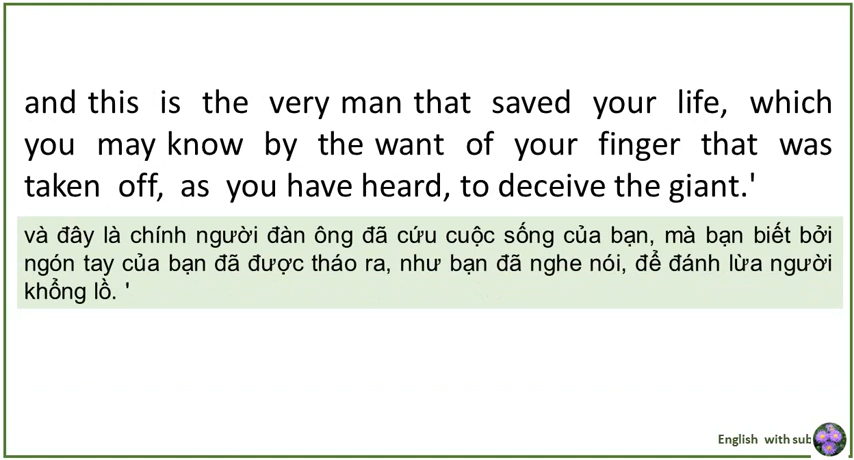 and this is the very man that saved your life, which
you may know by the want of your finger that was
taken off, as you have heard, to deceive the giant.'
và đây là chính người đàn ông đã cứu cuộc sống của bạn, mà bạn biết bởi
ngón tay của bạn đã được tháo ra, như bạn đã nghe nói, để đánh lừa người
khổng lồ. '
English with sub